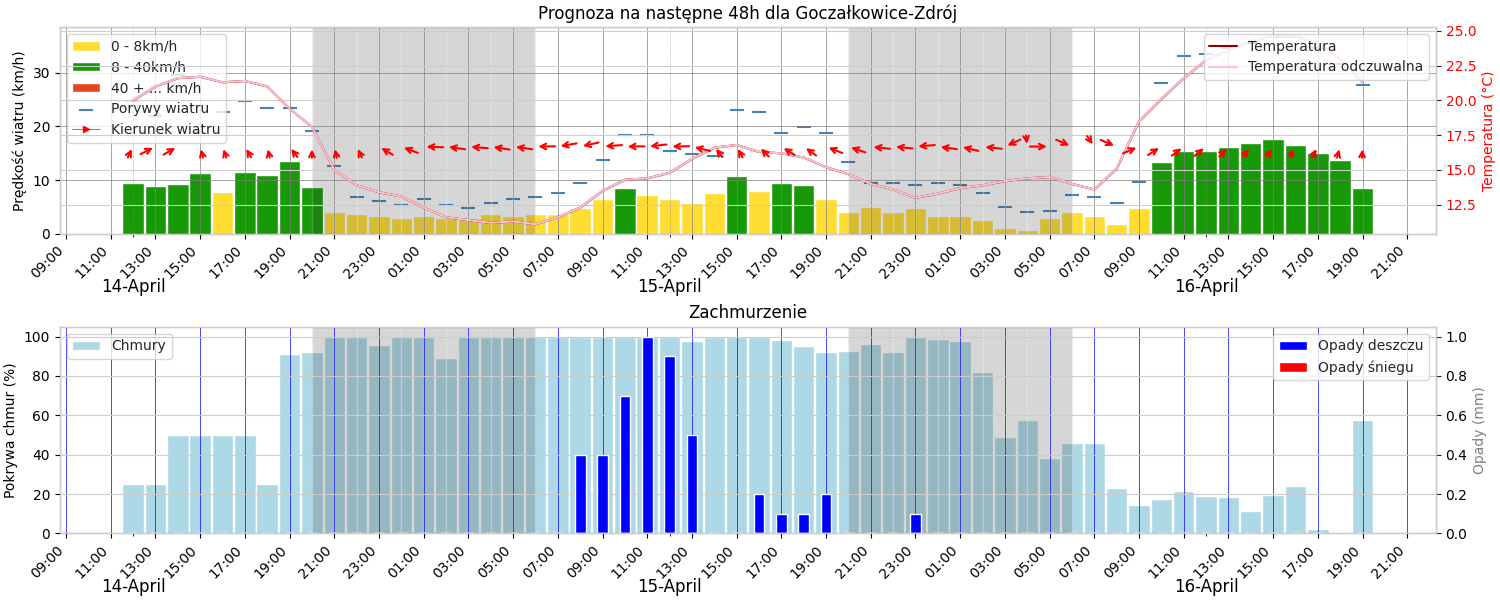 Prognoza na następne 48h dla Goczałkowice-Zdrój
Prędkość wiatru (km/h)
30
20
10
0
0 - 8km/h
8 - 40km/h
40 + ... km/h
Porywy wiatru
Kierunek wiatru
Temperatura
Temperatura odczuwalna
25.0
22.5
20.0
17.5
15.0
12.5
Temperatura (°C)
09:00 11:00 13:00 15:00 17:00 19:00 21:00 23:00 01:00 03:00 05:00 07:00 09:00 11:00 13:00 15:00 17:00 19:00 21:00 23:00 01:00 03:00 05:00 07:00 09:00 11:00 13:00 15:00 17:00 19:00 21:00
14-April 15-April 16-April
Zachmurzenie
Pokrywa chmur (%)
100
80
60
40
20
0
Chmury
Opady deszczu
Opady śniegu
1.0
0.8
0.6
0.4
0.2
0.0
Opady (mm)
09:00 11:00 13:00 15:00 17:00 19:00 21:00 23:00 01:00 03:00 05:00 07:00 09:00 11:00 13:00 15:00 17:00 19:00 21:00 23:00 01:00 03:00 05:00 07:00 09:00 11:00 13:00 15:00 17:00 19:00 21:00
14-April 15-April 16-April